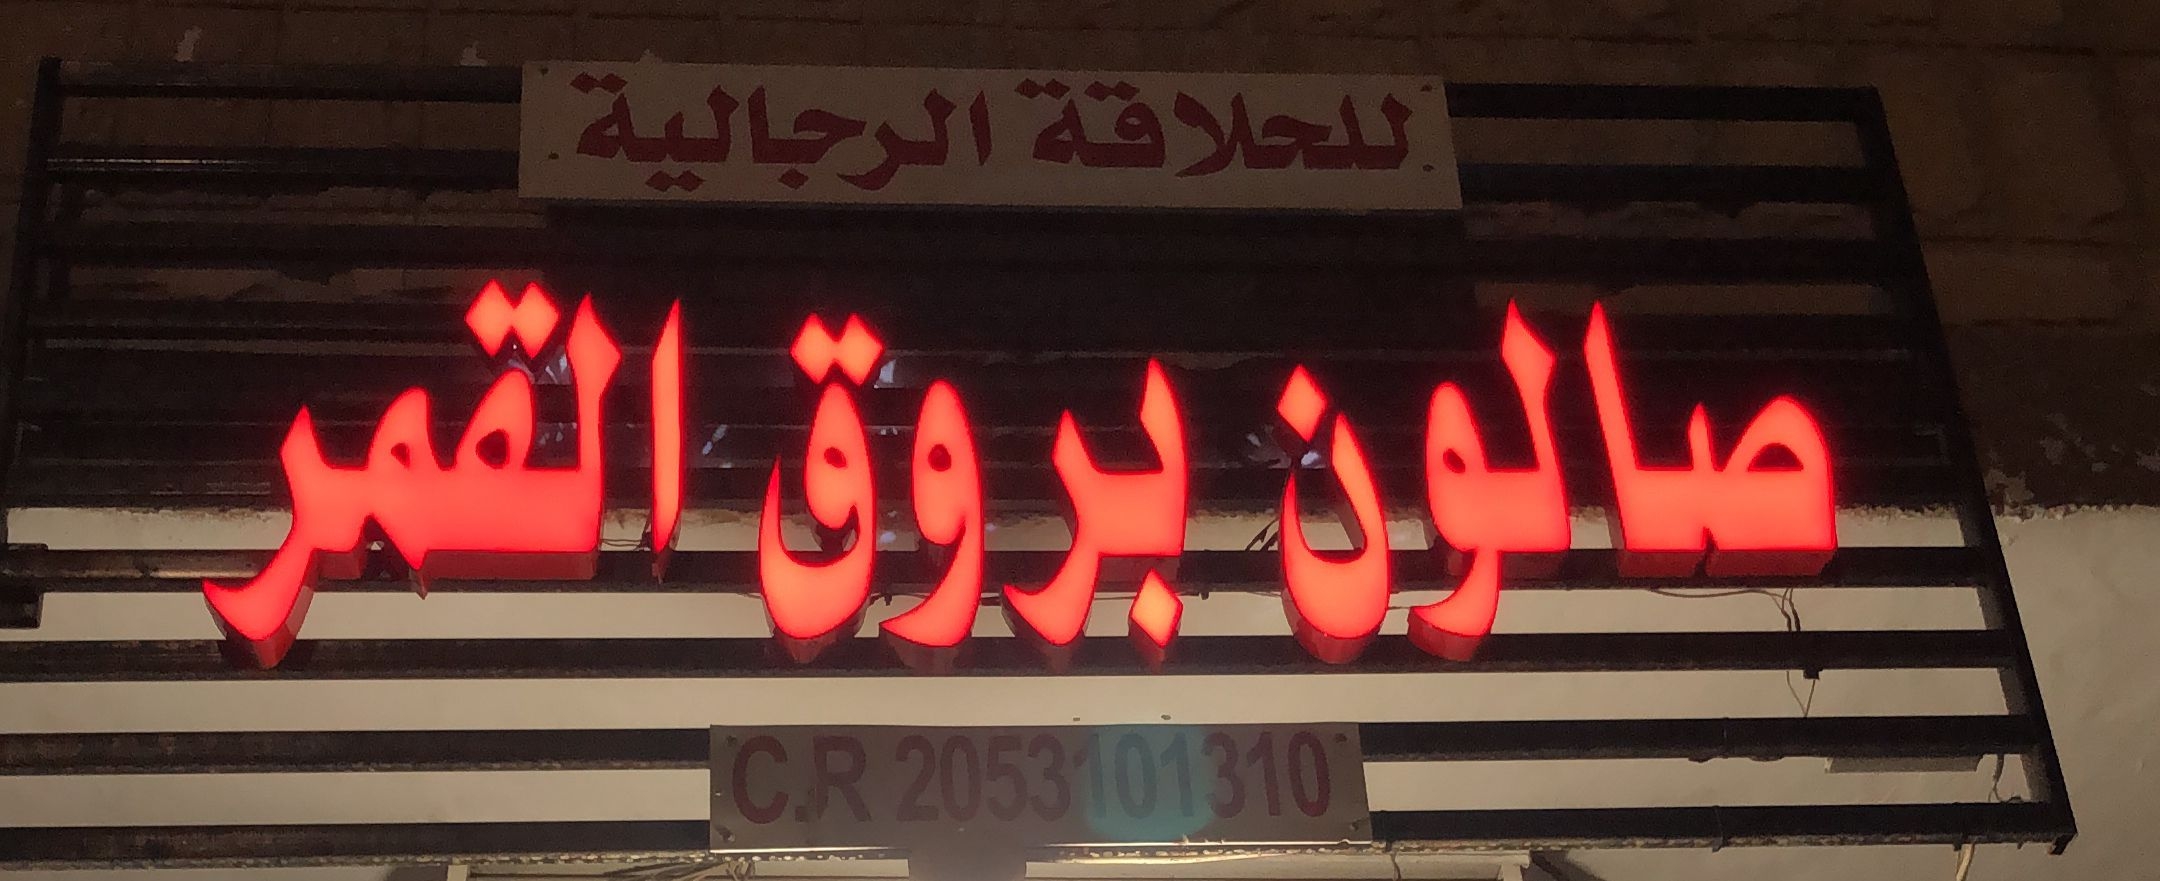 للحلاقة الرجالية
صالون بروق القمر
C.R 2053101310